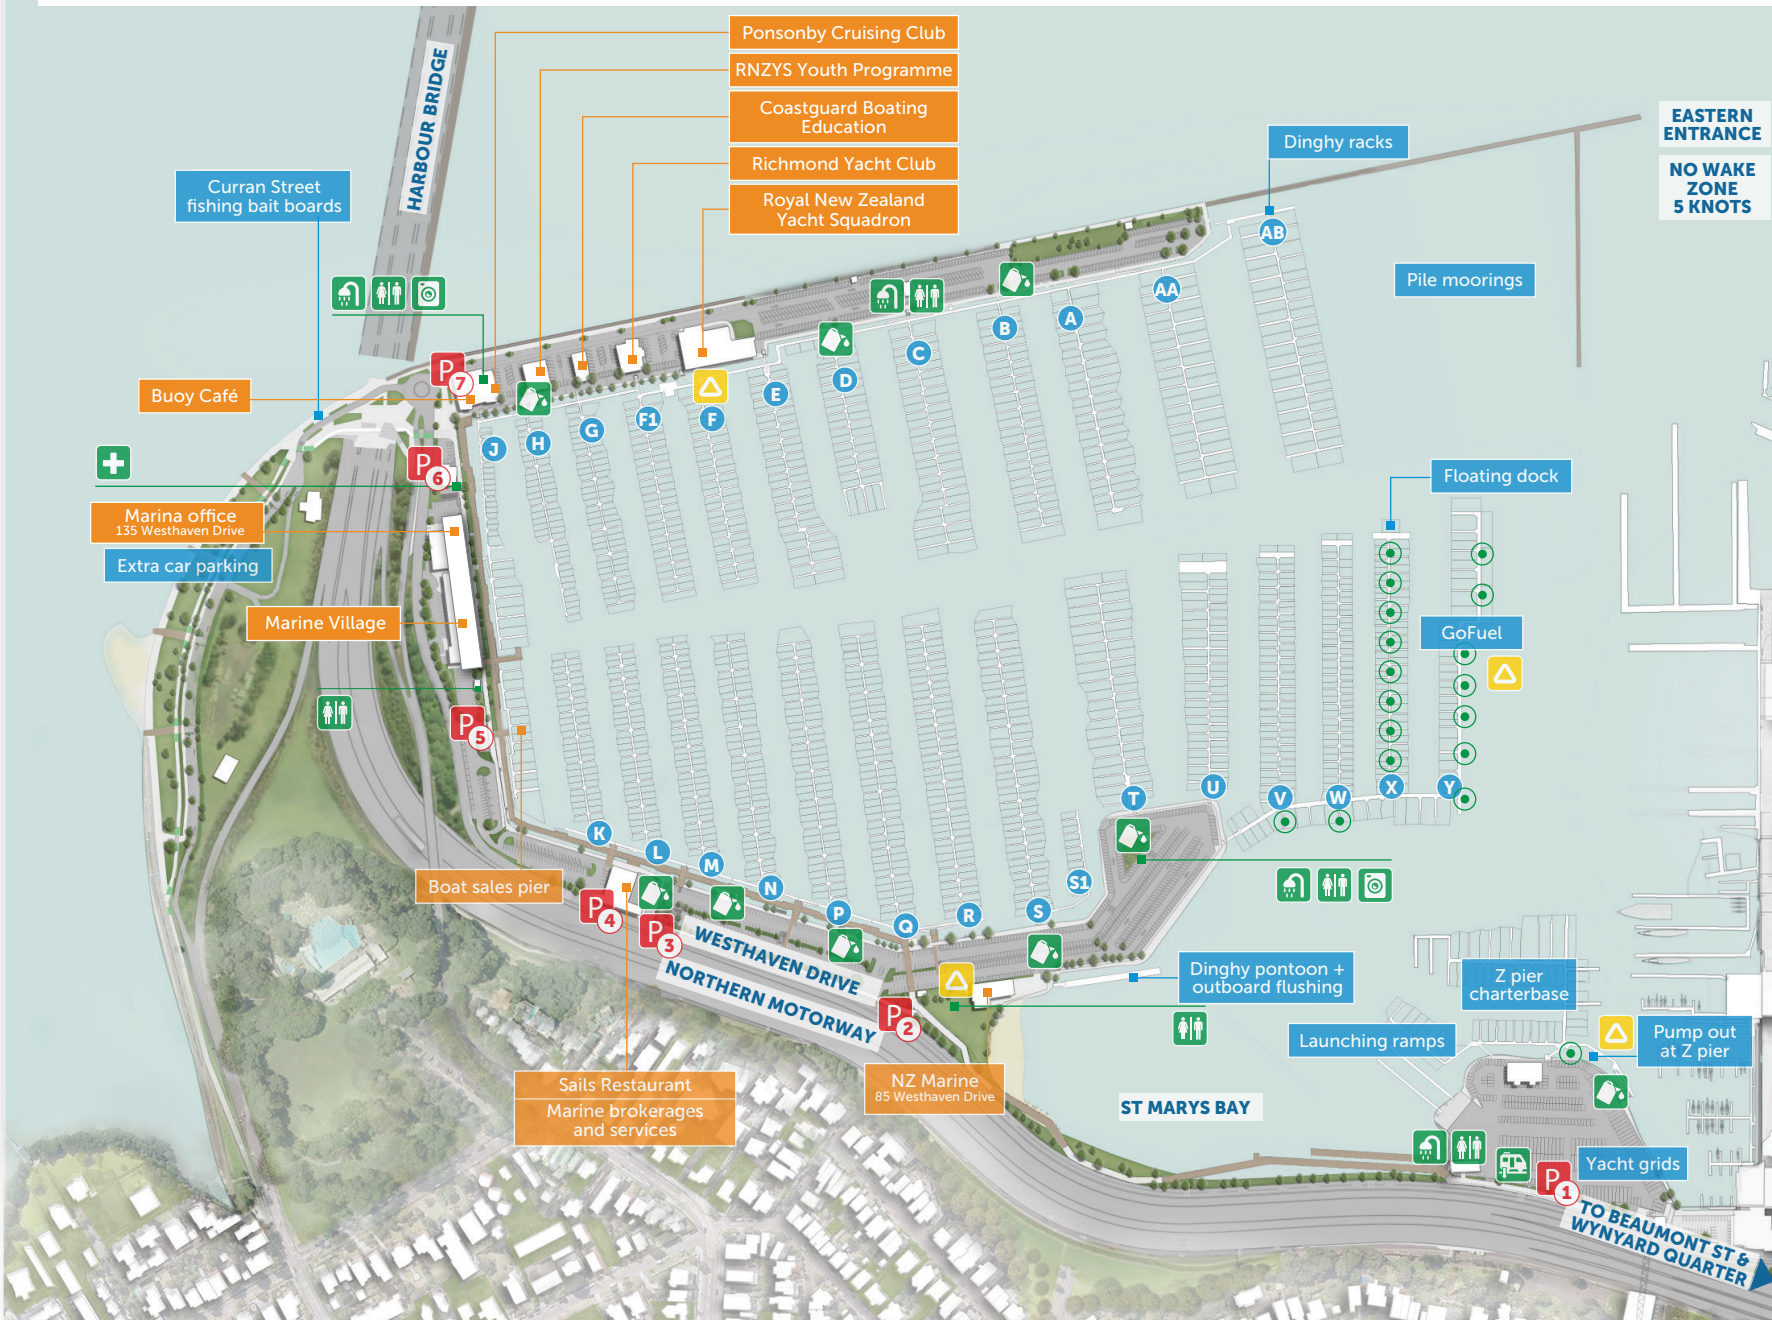 Ponsonby Cruising Club
RNZYS Youth Programme
Coastguard Boating
Education
Richmond Yacht Club
Royal New Zealand
Yacht Squadron
HARBOUR BRIDGE
EASTERN
ENTRANCE
NO WAKE
ZONE
5 KNOTS
Dinghy racks
Curran Street
fishing bait boards
AB
Pile moorings
AA
A
B
C
D
E
F
F1
G
H
J
P
7
Buoy Café
P
6
Marina office
135 Westhaven Drive
Extra car parking
Floating dock
Marine Village
GoFuel
P
5
K
L
M
N
P
Q
R
S
S1
T
U
V
W
X
Y
Boat sales pier
P
4
P
3
WESTHAVEN DRIVE
NORTHERN MOTORWAY
P
2
Dinghy pontoon +
outboard flushing
Z pier
charterbase
Launching ramps
Pump out
at Z pier
Sails Restaurant
Marine brokerages
and services
NZ Marine
85 Westhaven Drive
ST MARYS BAY
Yacht grids
P
1
TO BEAUMONT ST &
WYNYARD QUARTER